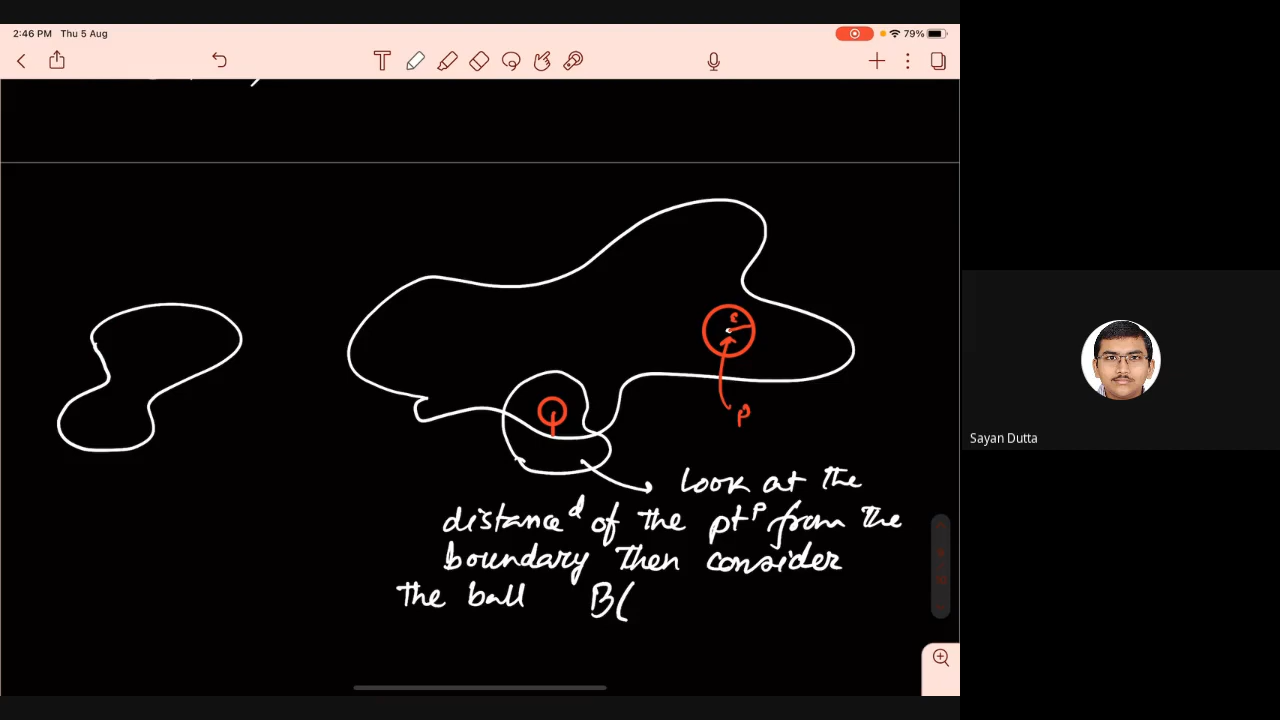 2:46 PM Thu 5 Aug
79%
T
r
p
look at the
distance d of the pt p from the
boundary then consider
the ball B(
Sayan Dutta